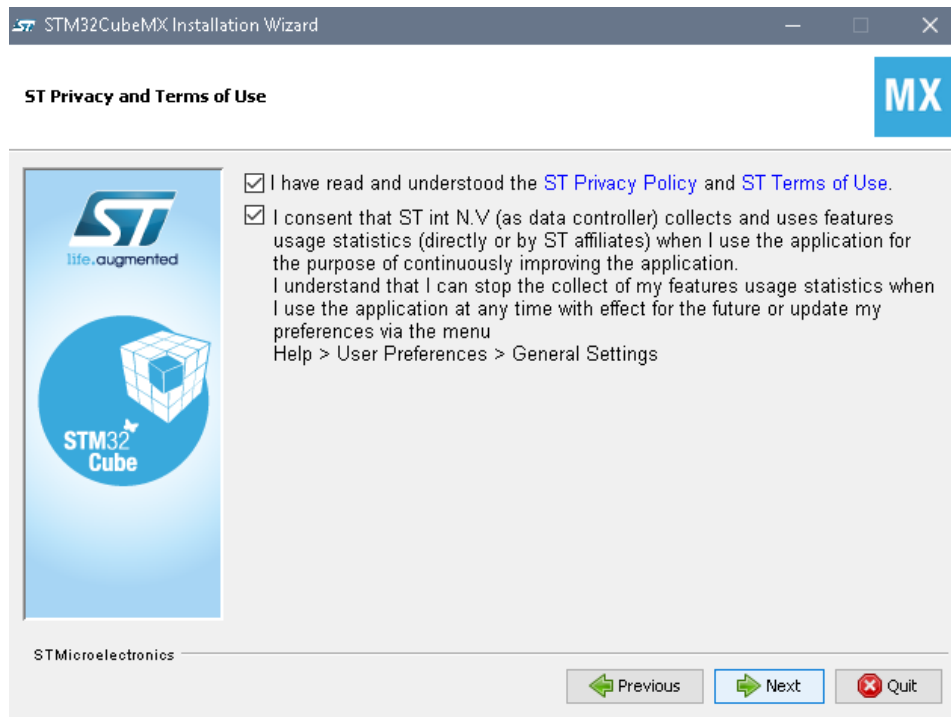 STM32CubeMX Installation Wizard
ST Privacy and Terms of Use
MX
ST
life.augmented
STM32
Cube
I have read and understood the ST Privacy Policy and ST Terms of Use.
I consent that ST int N.V (as data controller) collects and uses features
usage statistics (directly or by ST affiliates) when I use the application for
the purpose of continuously improving the application.
I understand that I can stop the collect of my features usage statistics when
I use the application at any time with effect for the future or update my
preferences via the menu
Help > User Preferences > General Settings
STMicroelectronics
Previous
Next
Quit